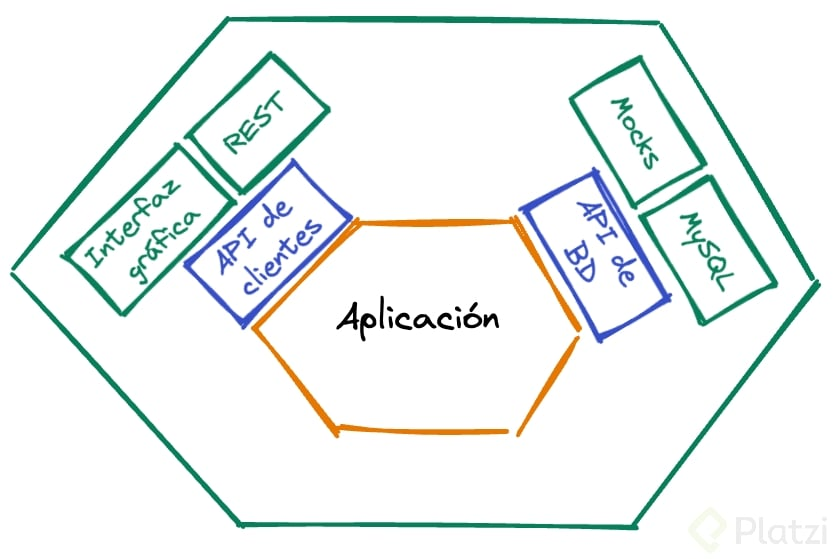 REST
Interfaz
gráfica
API de
clientes
Aplicación
API de
BD
Mocks
MySQL
Platzi